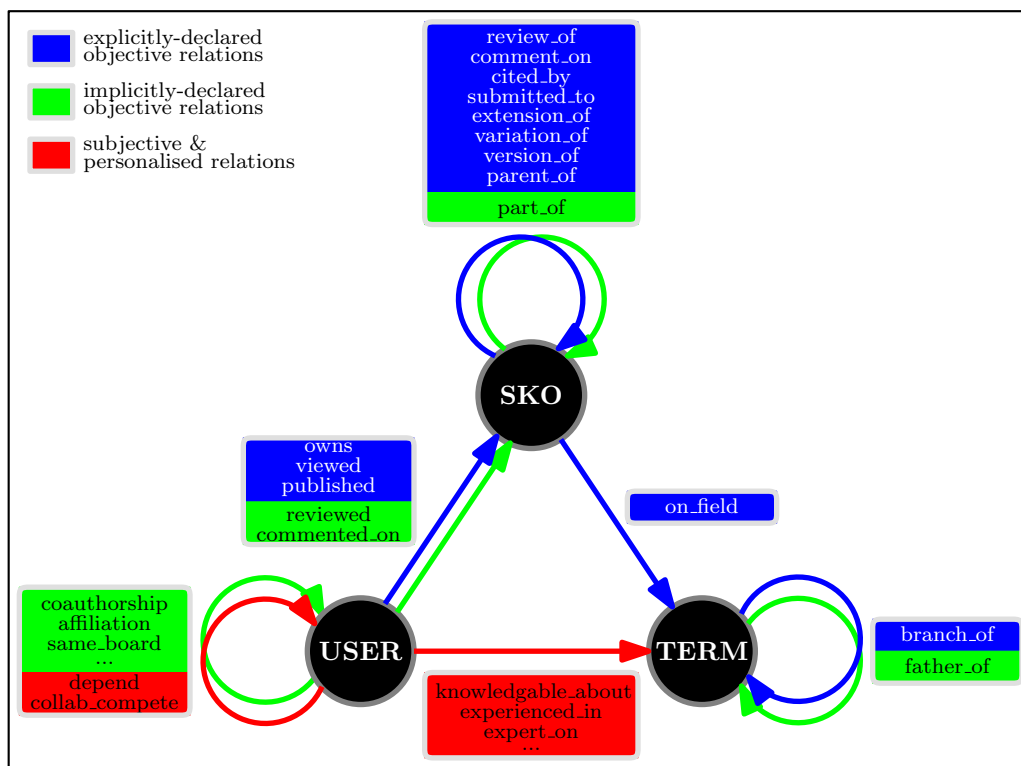 explicitly-declared
objective relations
implicitly-declared
objective relations
subjective &
personalised relations
review_of
comment_on
cited_by
submitted_to
extension_of
variation_of
version_of
parent_of
part_of
SKO
owns
viewed
published
reviewed
commented_on
on_field
coauthorship
affiliation
same_board
...
depend
collab_compete
USER
TERM
knowledgable_about
experienced_in
expert_on
...
branch_of
father_of